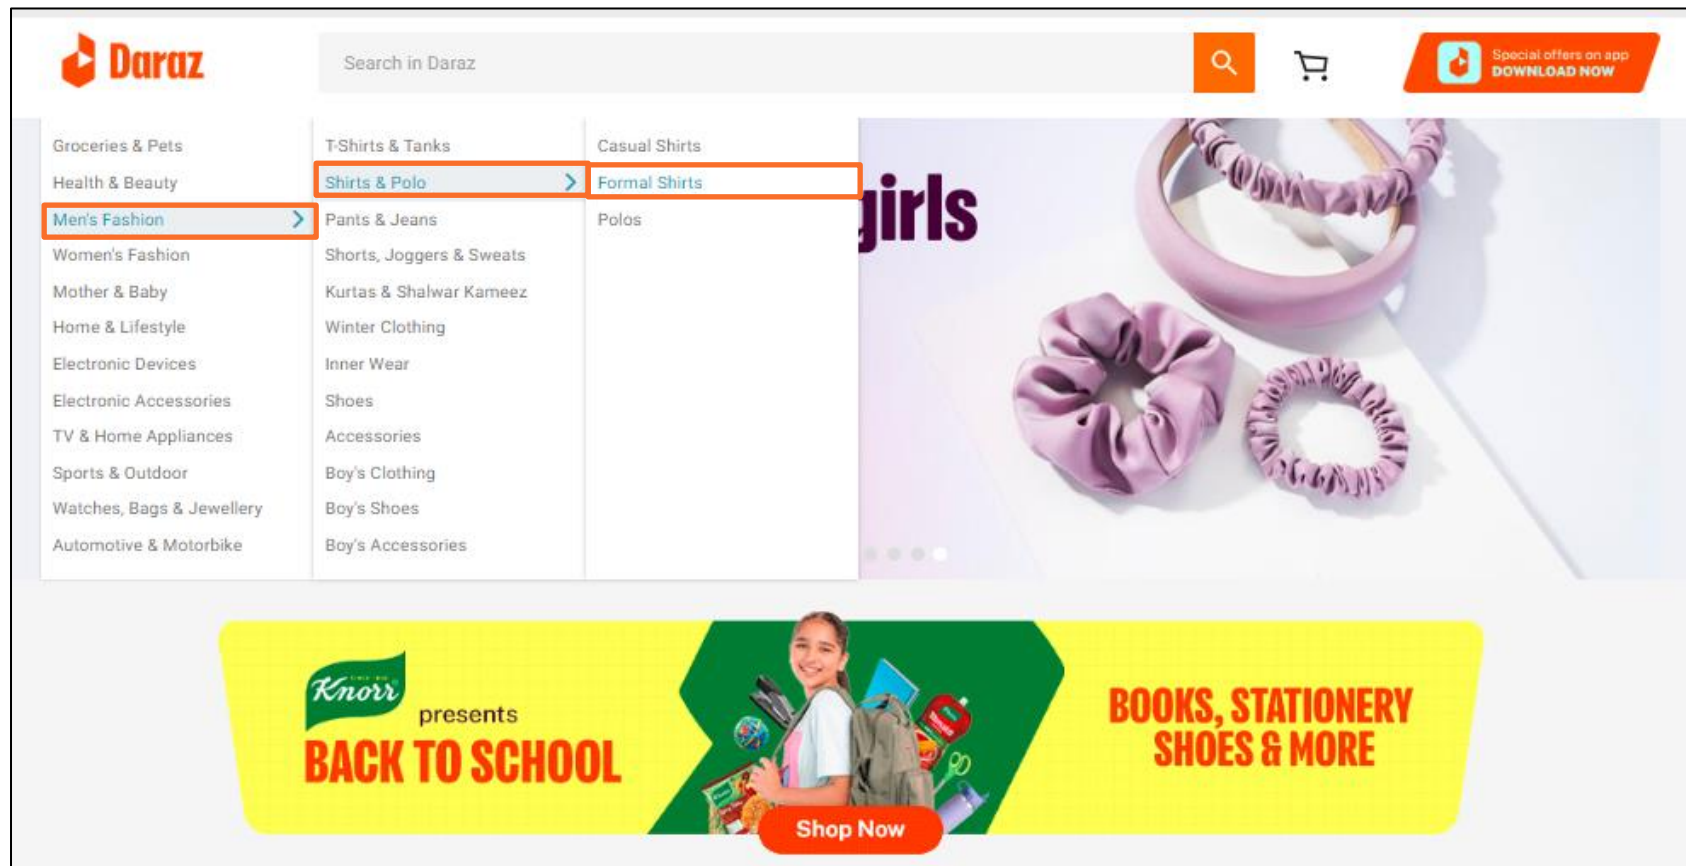 Daraz
Search in Daraz
Special offers on app
DOWNLOAD NOW
Groceries & Pets
Health & Beauty
Men's Fashion
Women's Fashion
Mother & Baby
Home & Lifestyle
Electronic Devices
Electronic Accessories
TV & Home Appliances
Sports & Outdoor
Watches, Bags & Jewellery
Automotive & Motorbike
T-Shirts & Tanks
Shirts & Polo
Pants & Jeans
Shorts, Joggers & Sweats
Kurtas & Shalwar Kameez
Winter Clothing
Inner Wear
Shoes
Accessories
Boy's Clothing
Boy's Shoes
Boy's Accessories
Casual Shirts
Formal Shirts
Polos
girls
Knorr
presents
BACK TO SCHOOL
BOOKS, STATIONERY
SHOES & MORE
Shop Now